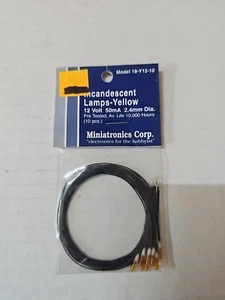 Model 18-Y12-10
Incandescent
Lamps-Yellow
12 Volt 50mA 2.4mm Dia.
Pre Tested, Av. Life 10,000 Hours
(10 pcs.)
Miniatronics Corp.
"electronics for the hobbyist"